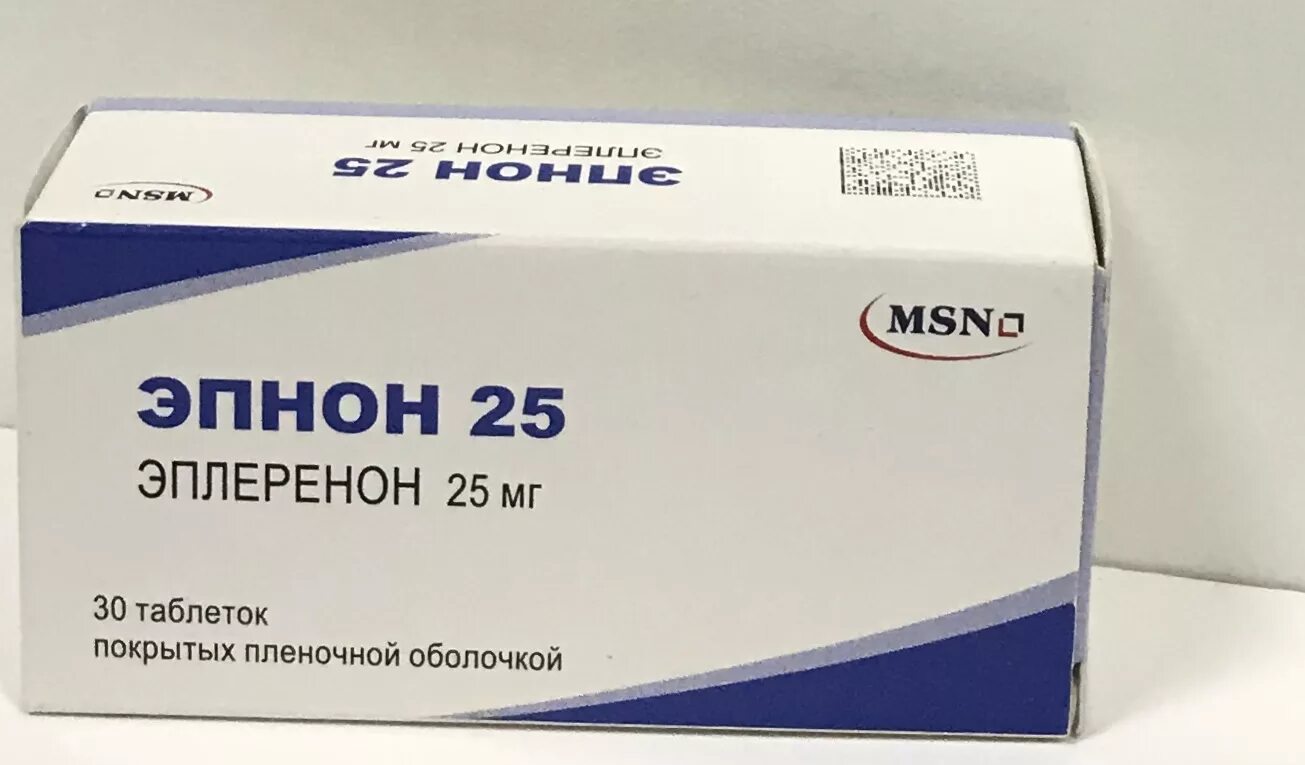 ЭПЛЕРЕНОН 25 мг
ЭПНОН 25
MSN
MSN
ЭПНОН 25
ЭПЛЕРЕНОН 25 мг
30 таблеток
покрытых пленочной оболочкой